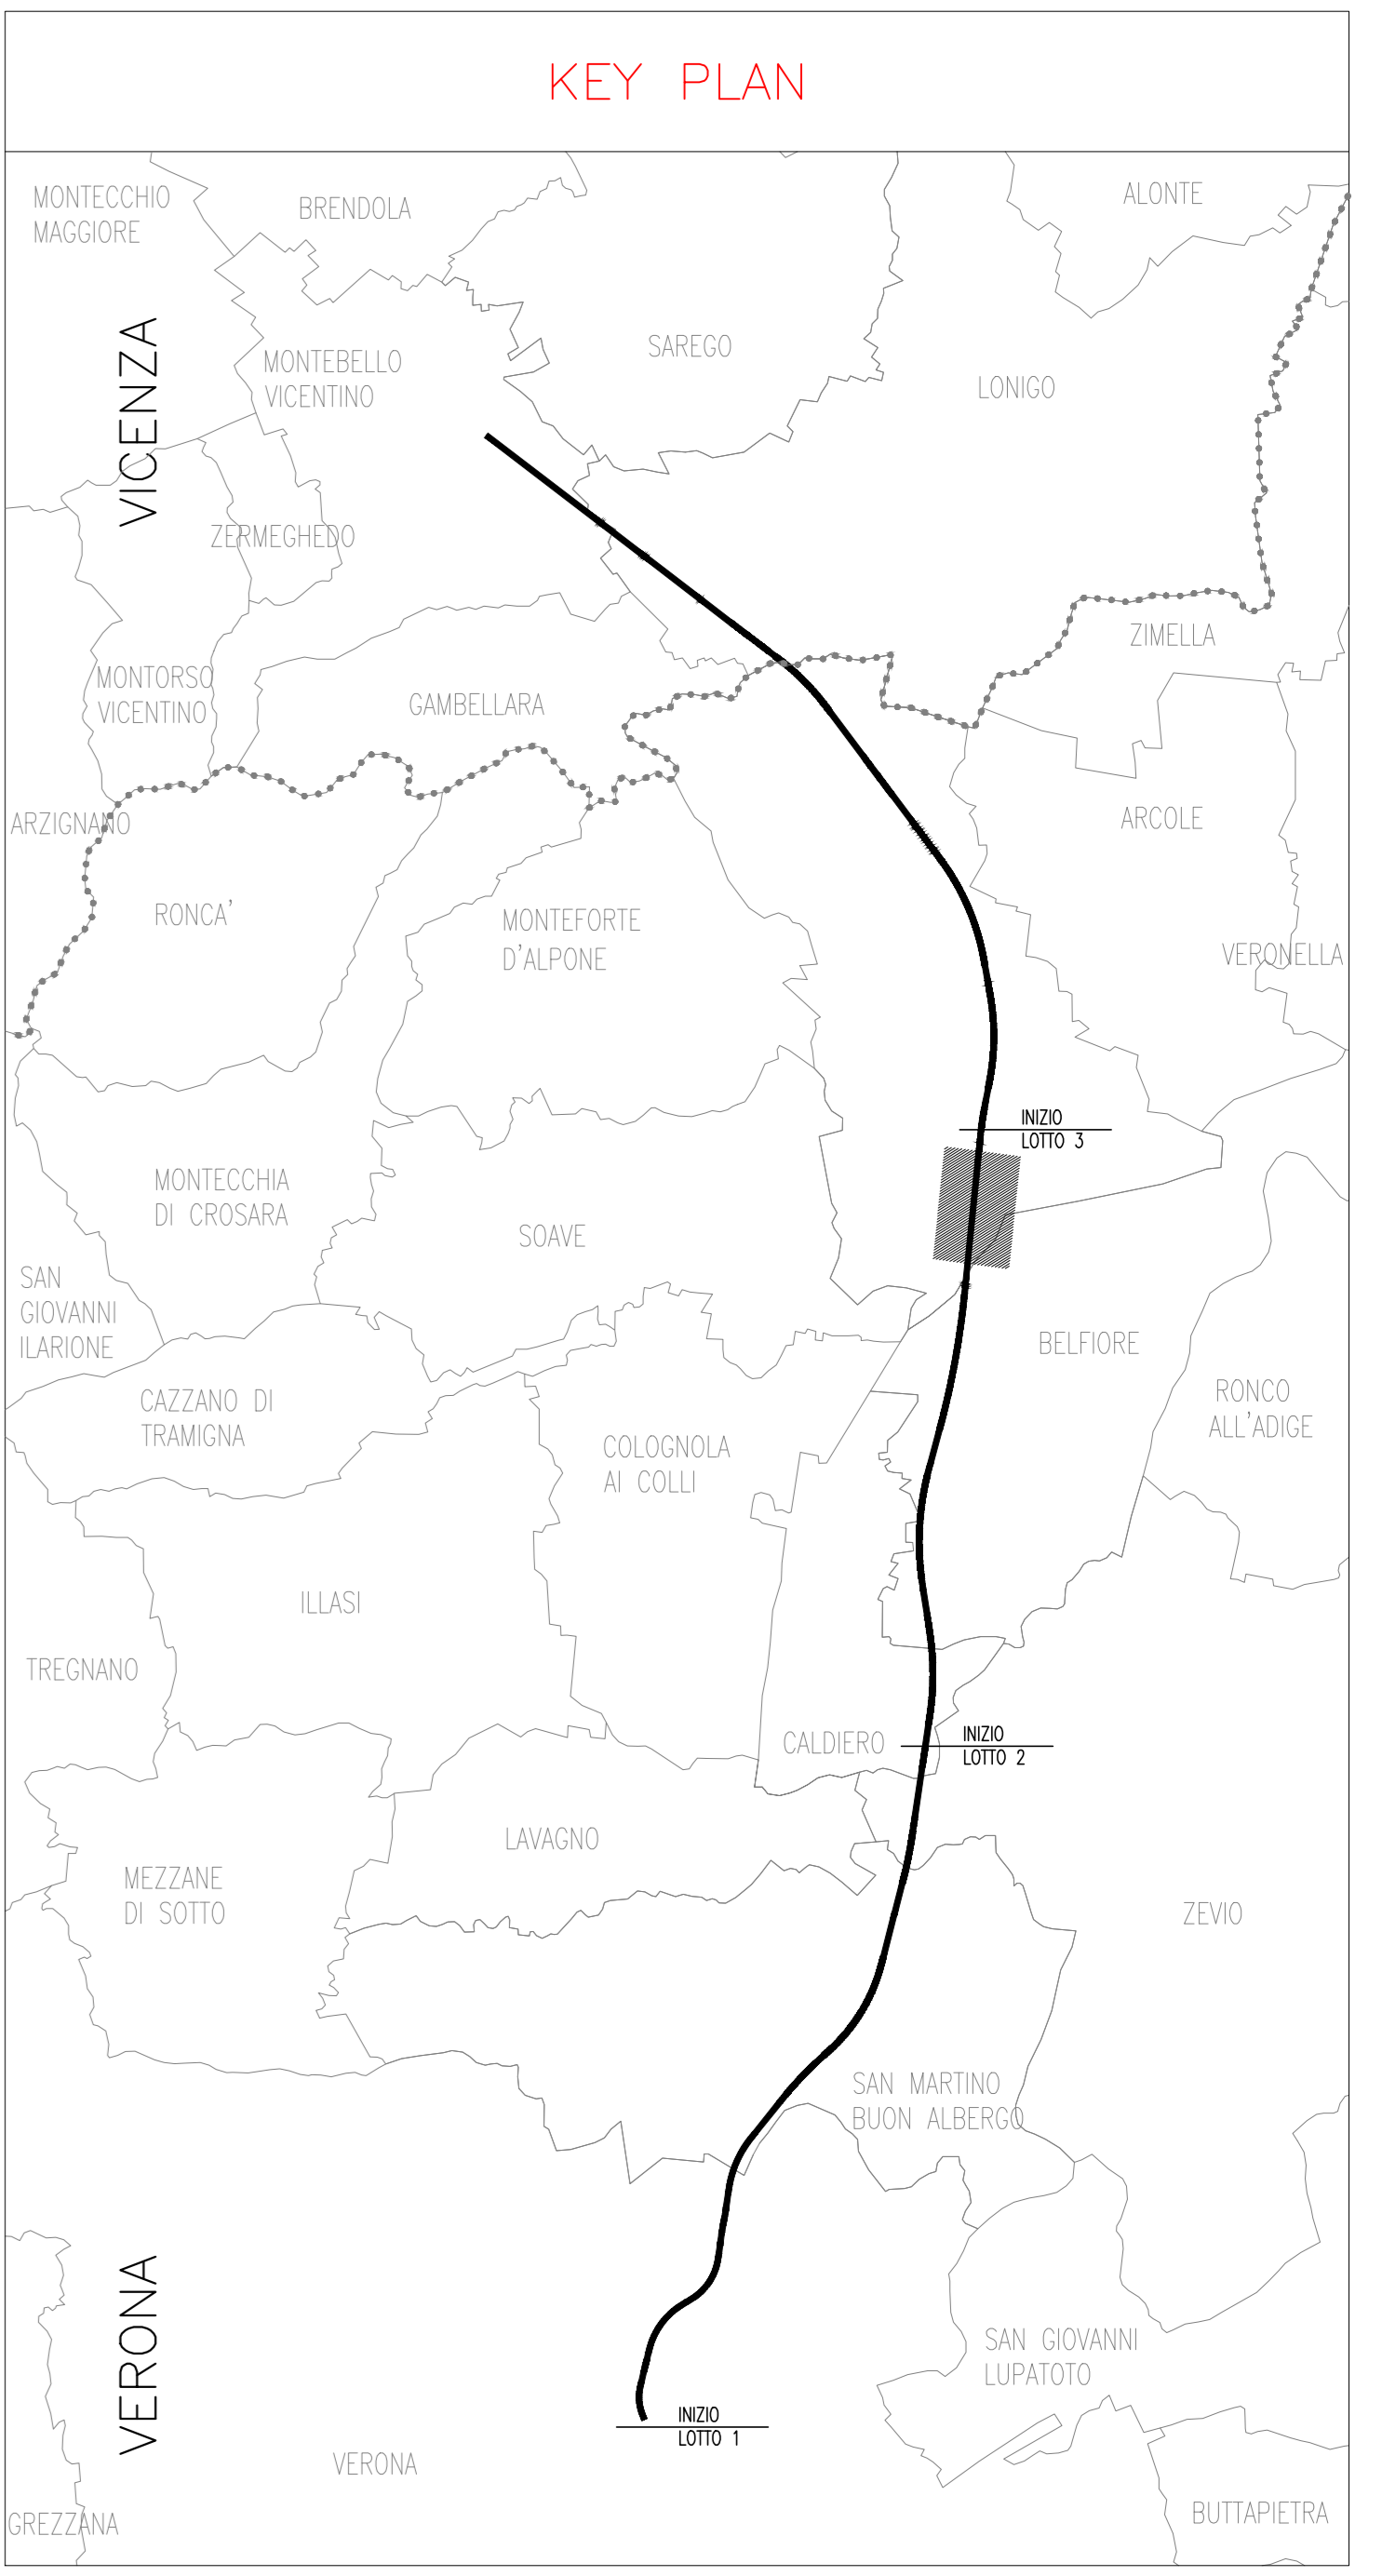 KEY PLAN
MONTECCHIO
MAGGIORE
BRENDOLA
ALONTE
VICENZA
MONTEBELLO
VICENTINO
SAREGO
LONIGO
ZERMEGHEDO
ZIMELLA
MONTORSO
VICENTINO
GAMBELLARA
ARZIGNANO
ARCOLE
RONCA'
MONTEFORTE
D'ALPONE
VERONELLA
INIZIO
LOTTO 3
MONTECCHIA
DI CROSARA
SOAVE
SAN
GIOVANNI
ILARIONE
BELFIORE
CAZZANO DI
TRAMIGNA
RONCO
ALL'ADIGE
COLOGNOLA
AI COLLI
ILLASI
TREGNANO
CALDIERO
INIZIO
LOTTO 2
LAVAGNO
MEZZANE
DI SOTTO
ZEVIO
SAN MARTINO
BUON ALBERGO
VERONA
SAN GIOVANNI
LUPATOTO
INIZIO
LOTTO 1
VERONA
GREZZANA
BUTTAPIETRA